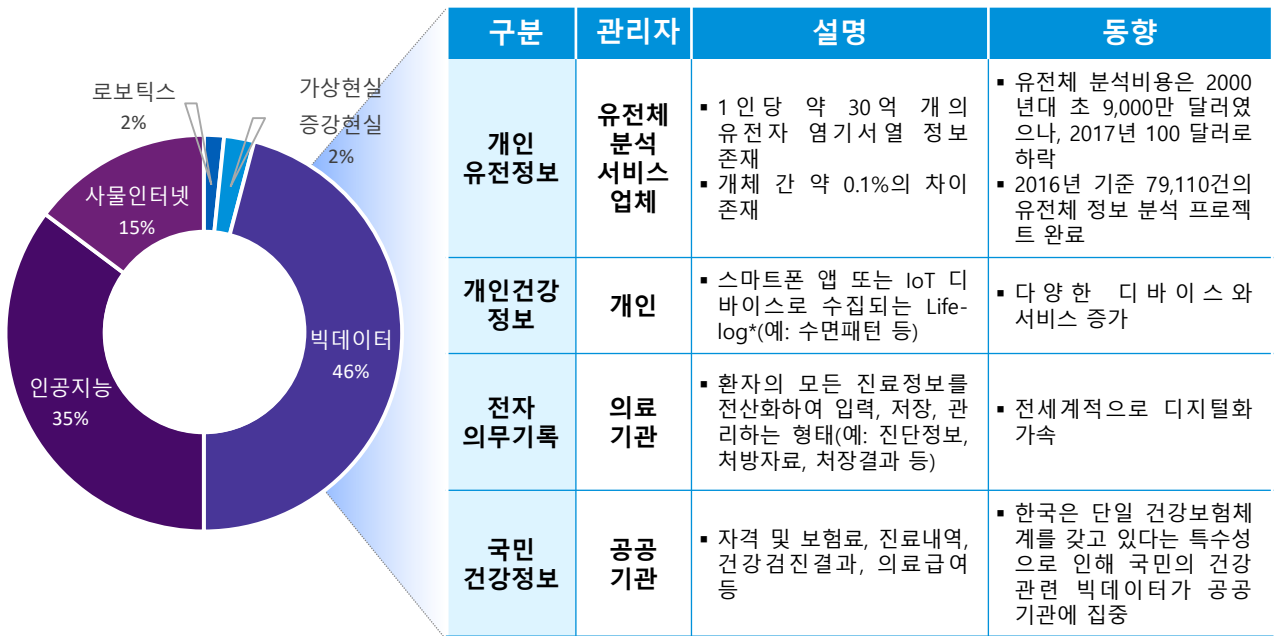 로보틱스
2%
가상현실
증강현실
2%
사물인터넷
15%
빅데이터
46%
인공지능
35%
구분 관리자 설명 동향
개인
유전정보
유전체
분석
서비스
업체
▪ 1인당 약 30억 개의
유전자 염기서열 정보
존재
▪ 개체 간 약 0.1%의 차이
존재
▪ 유전체 분석비용은 2000
년대 초 9,000만 달러였
으나, 2017년 100 달러로
하락
▪ 2016년 기준 79,110건의
유전체 정보 분석 프로젝
트 완료
개인건강
정보
개인
▪ 스마트폰 앱 또는 IoT 디
바이스로 수집되는 Life-
log*(예: 수면패턴 등)
▪ 다양한 디바이스와
서비스 증가
전자
의무기록
의료
기관
▪ 환자의 모든 진료정보를
전산화하여 입력, 저장, 관
리하는 형태(예: 진단정보,
처방자료, 처장결과 등)
▪ 전세계적으로 디지털화
가속
국민
건강정보
공공
기관
▪ 자격 및 보험료, 진료내역,
건강검진결과, 의료급여
등
▪ 한국은 단일 건강보험체
계를 갖고 있다는 특수성
으로 인해 국민의 건강
관련 빅데이터가 공공
기관에 집중